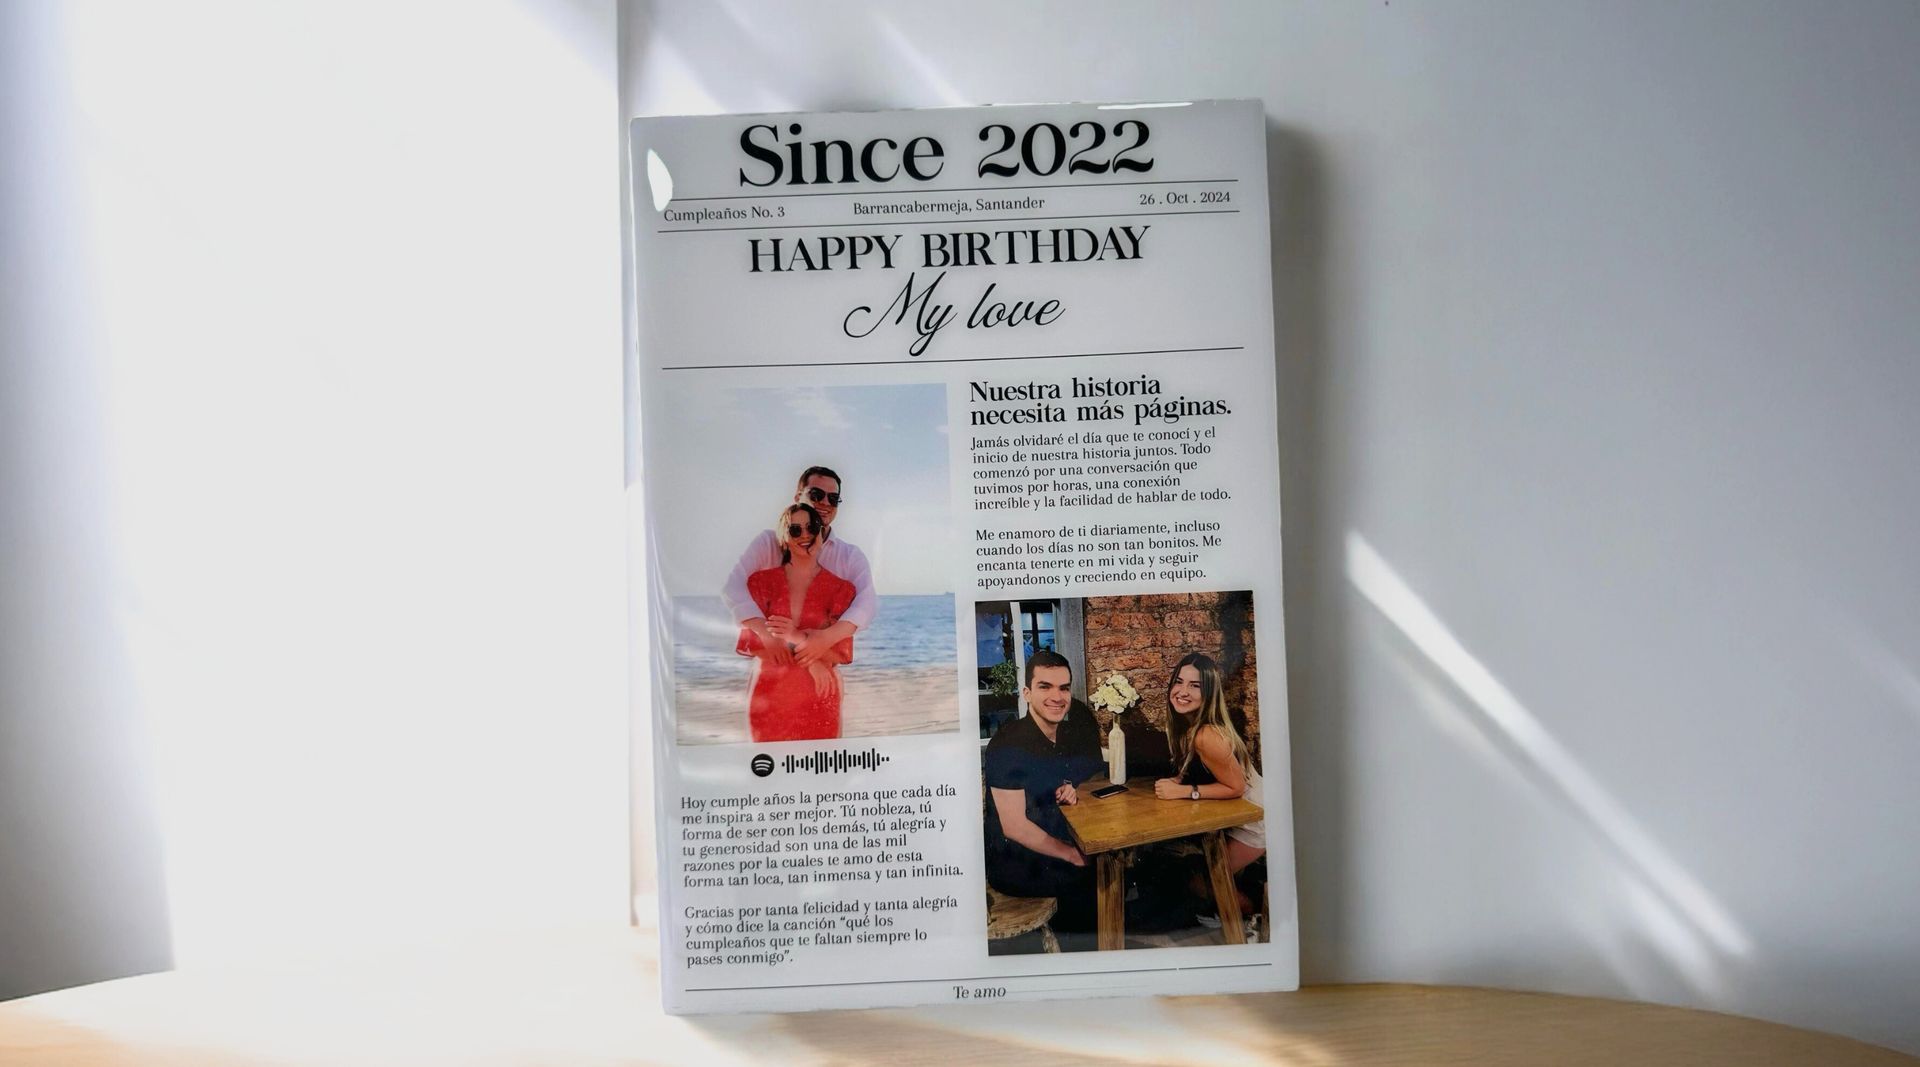 Since 2022
Cumpleaños No. 3
Barrancabermeja, Santander
26 . Oct . 2024
HAPPY BIRTHDAY
My love
Nuestra historia
necesita más páginas.
Jamás olvidaré el día que te conocí y el
inicio de nuestra historia juntos. Todo
comenzó por una conversación que
tuvimos por horas, una conexión
increíble y la facilidad de hablar de todo.
Me enamoro de ti diariamente, incluso
cuando los días no son tan bonitos. Me
encanta tenerte en mi vida y seguir
apoyandonos y creciendo en equipo.
Hoy cumple años la persona que cada día
me inspira a ser mejor. Tú nobleza, tú
forma de ser con los demás, tú alegría y
tu generosidad son una de las mil
razones por la cuales te amo de esta
forma tan loca, tan inmensa y tan infinita.
Gracias por tanta felicidad y tanta alegría
y cómo dice la canción “qué los
cumpleaños que te faltan siempre lo
pases conmigo”.
Te amo